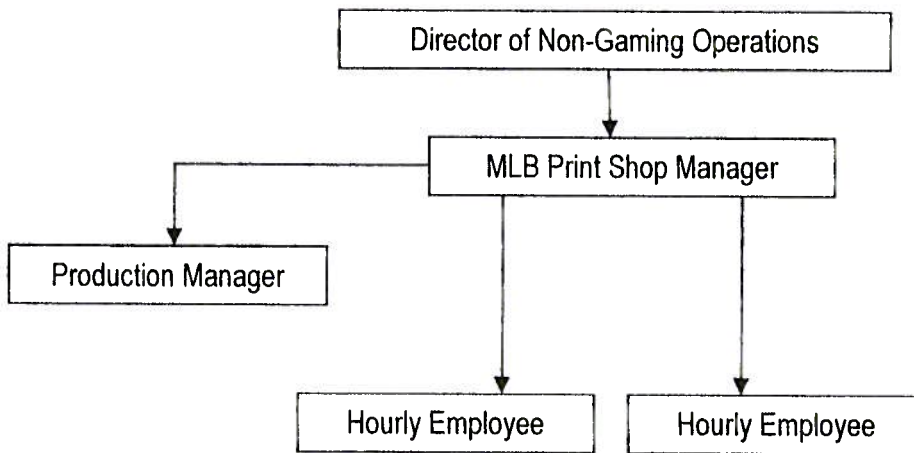 Director of Non-Gaming Operations
MLB Print Shop Manager
Production Manager
Hourly Employee
Hourly Employee